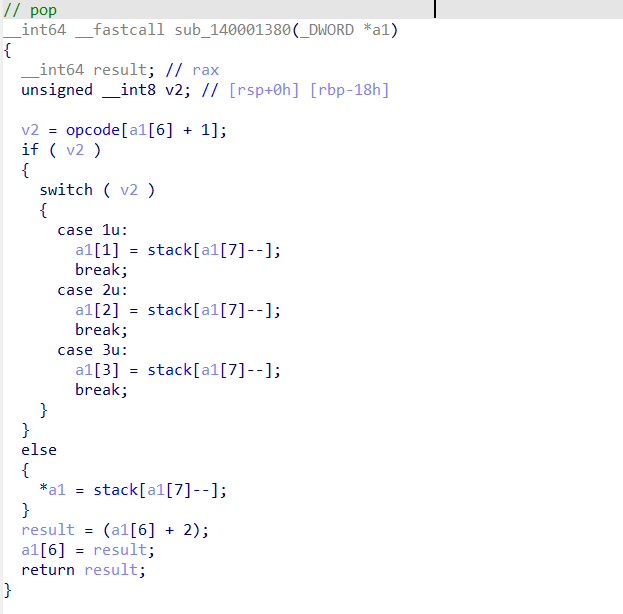 // pop
__int64 __fastcall sub_140001380(_DWORD *a1)
{
  __int64 result; // rax
  unsigned __int8 v2; // [rsp+0h] [rbp-18h]

  v2 = opcode[a1[6] + 1];
  if ( v2 )
  {
    switch ( v2 )
    {
      case 1u:
        a1[1] = stack[a1[7]--];
        break;
      case 2u:
        a1[2] = stack[a1[7]--];
        break;
      case 3u:
        a1[3] = stack[a1[7]--];
        break;
    }
  }
  else
  {
    *a1 = stack[a1[7]--];
  }
  result = (a1[6] + 2);
  a1[6] = result;
  return result;
}